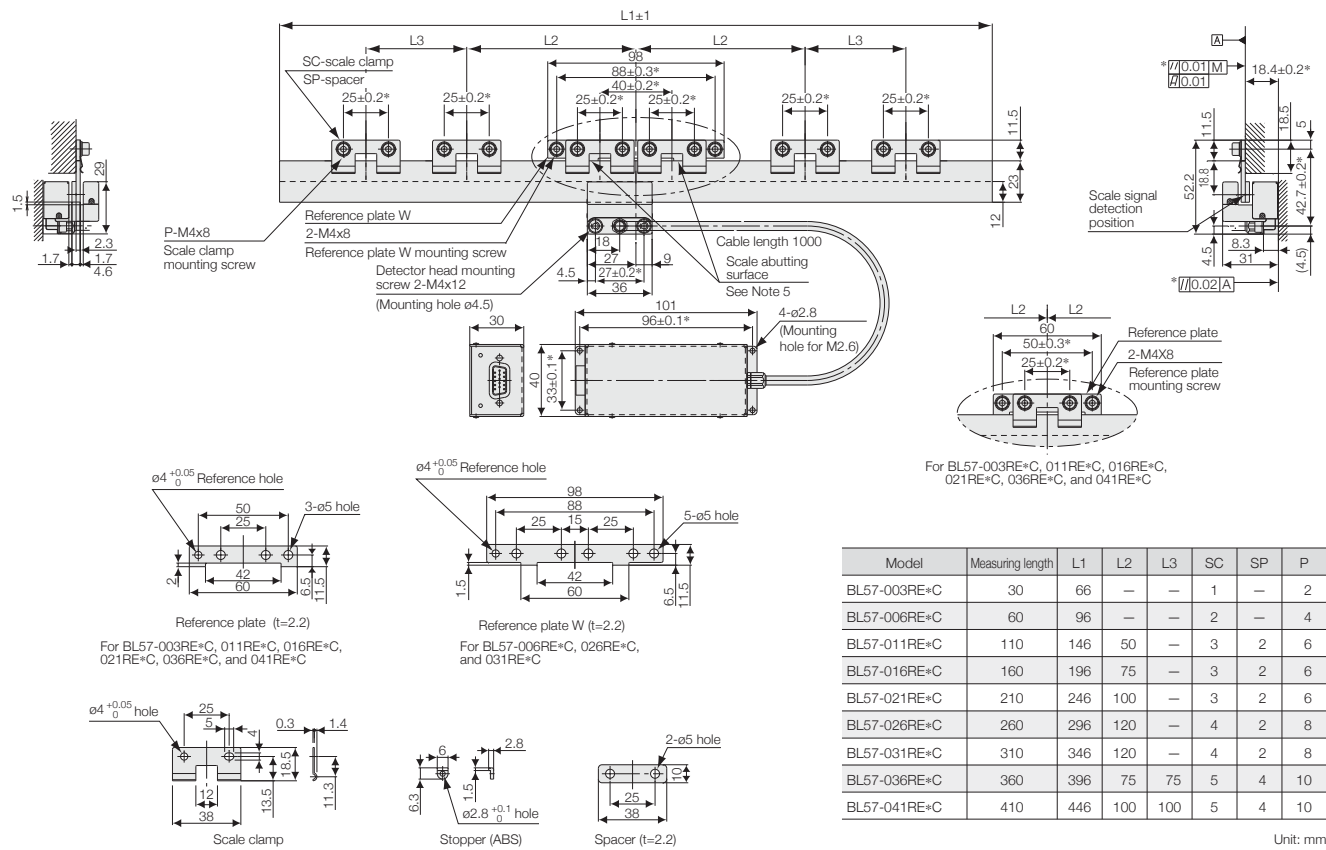 L1±1
L3
L2
L2
L3
98
88±0.3*
40±0.2*
SC-scale clamp
SP-spacer
25±0.2*
25±0.2*
25±0.2*
25±0.2*
25±0.2*
25±0.2*
11.5
23
12
29
1.5
1.7
2.3
1.7
4.6
P-M4x8
Scale clamp
mounting screw
Reference plate W
2-M4x8
Reference plate W mounting screw
Detector head mounting
screw 2-M4x12
(Mounting hole ø4.5)
18
27
9
4.5
27±0.2*
36
Cable length 1000
Scale abutting
surface
See Note 5
A
* // 0.01 M
0.01
18.4±0.2*
11.5
18.5
5
52.2
18.8
42.7±0.2*
Scale signal
detection
position
4.5
8.3
31
(4.5)
* // 0.02 A
30
101
96±0.1*
40
33±0.1*
4-ø2.8
(Mounting
hole for M2.6)
L2
L2
60
50±0.3*
25±0.2*
Reference plate
2-M4X8
Reference plate
mounting screw
For BL57-003RE*C, 011RE*C, 016RE*C,
021RE*C, 036RE*C, and 041RE*C
ø4 +0.05 0 Reference hole
50
25
3-ø5 hole
2
42
60
6.5
11.5
Reference plate (t=2.2)
For BL57-003RE*C, 011RE*C, 016RE*C,
021RE*C, 036RE*C, and 041RE*C
ø4 +0.05 0 Reference hole
98
88
25
15
25
5-ø5 hole
1.5
42
60
6.5
11.5
Reference plate W (t=2.2)
For BL57-006RE*C, 026RE*C,
and 031RE*C
ø4 +0.05 0 hole
25
5
4
0.3
1.4
12
38
13.5
18.5
11.3
Scale clamp
6
2.8
6.3
1.5
ø2.8 +0.1 0 hole
Stopper (ABS)
2-ø5 hole
10
25
38
Spacer (t=2.2)
Model Measuring length L1 L2 L3 SC SP P
BL57-003RE*C 30 66 — — 1 — 2
BL57-006RE*C 60 96 — — 2 — 4
BL57-011RE*C 110 146 50 — 3 2 6
BL57-016RE*C 160 196 75 — 3 2 6
BL57-021RE*C 210 246 100 — 3 2 6
BL57-026RE*C 260 296 120 — 4 2 8
BL57-031RE*C 310 346 120 — 4 2 8
BL57-036RE*C 360 396 75 75 5 4 10
BL57-041RE*C 410 446 100 100 5 4 10
Unit: mm